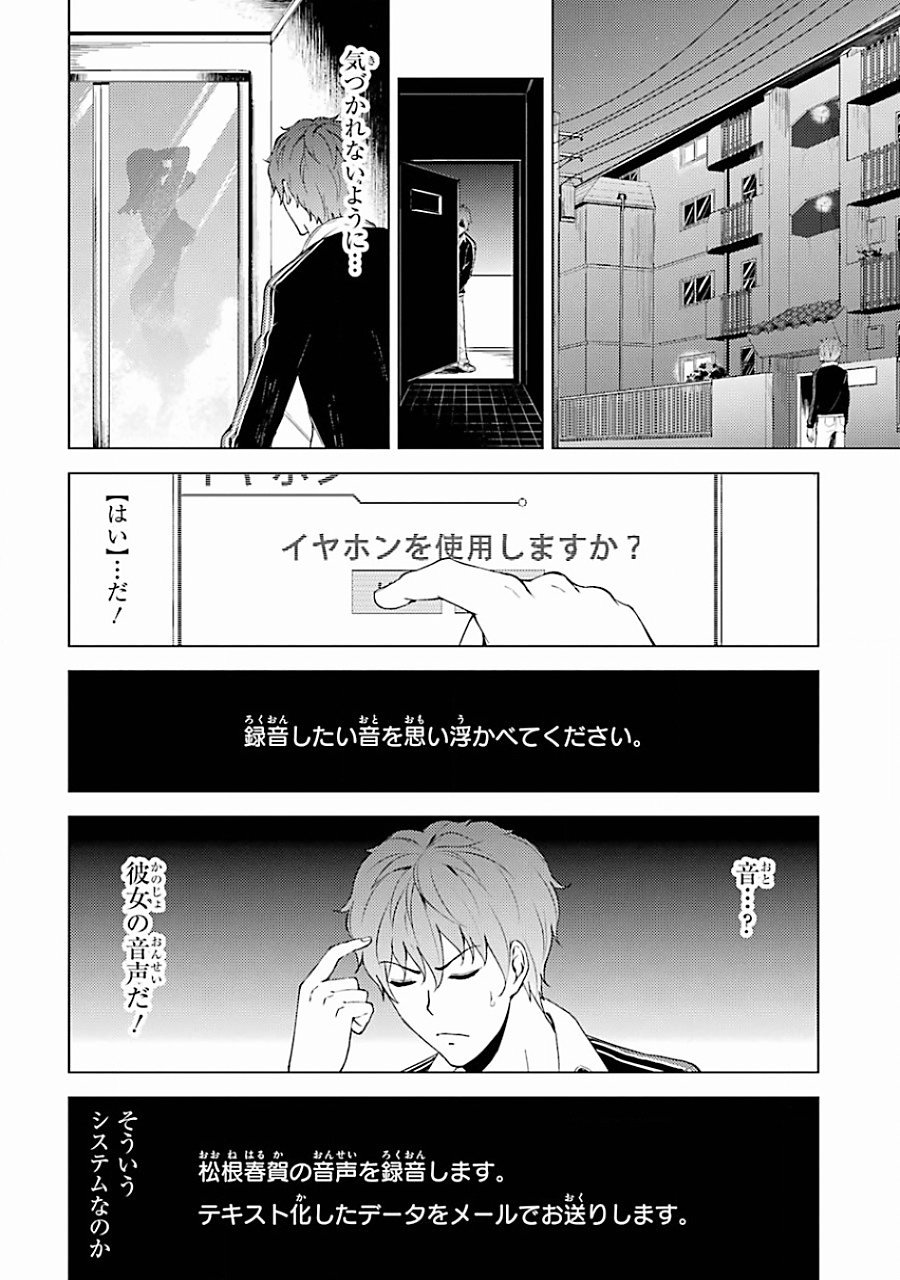 気づかれないように…
イヤホン
イヤホンを使用しますか？
【はい】…だ！
録音したい音を思い浮かべてください。
音…？
彼女の音声だ！
松根春賀の音声を録音します。
テキスト化したデータをメールでお送りします。
そういう
システムなのか